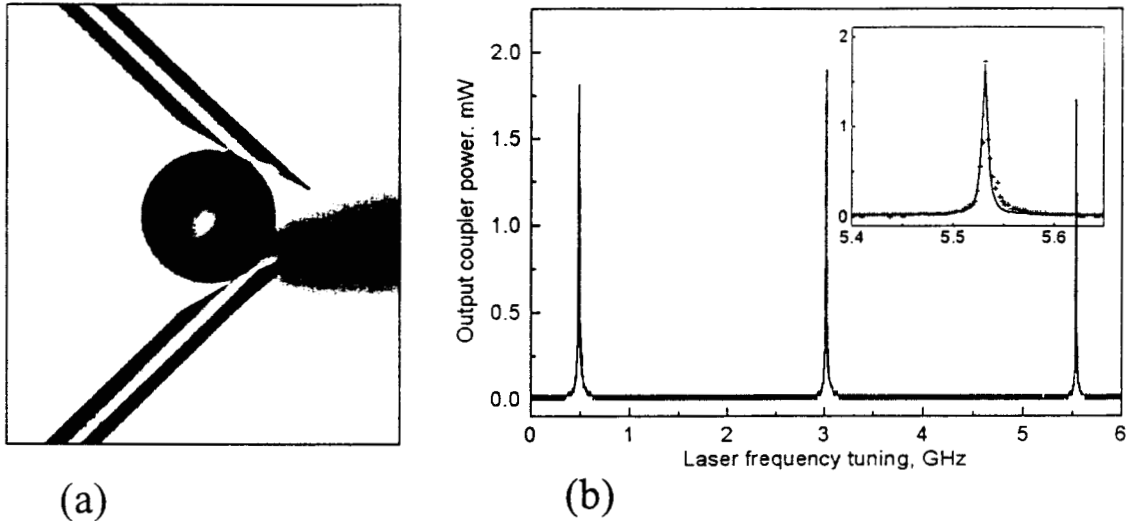 (a)
Output coupler power. mW
2.0
1.5
1.0
0.5
0.0
0 1 2 3 4 5 6
Laser frequency tuning, GHz
2
1
0
5.4 5.5 5.6
(b)